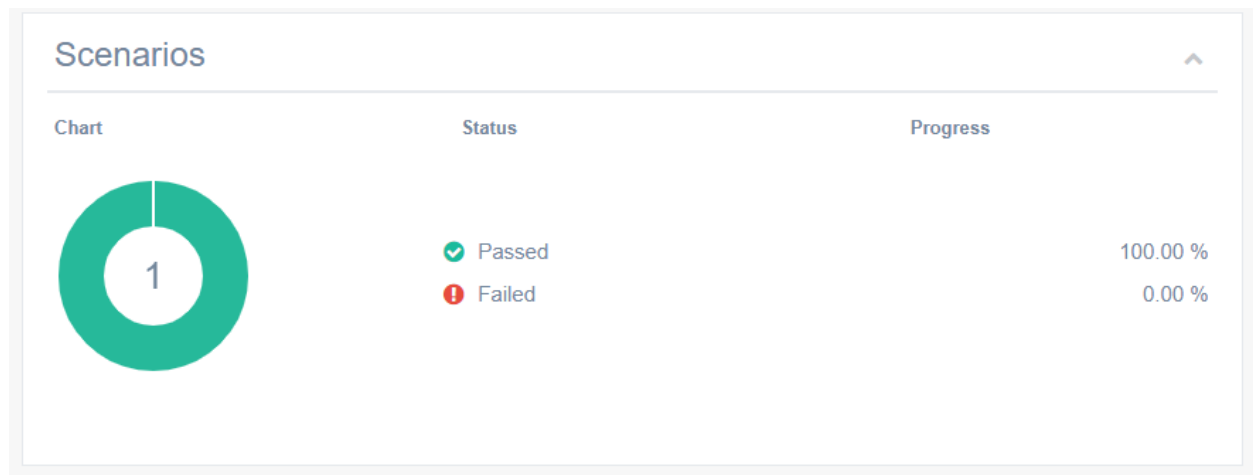 Scenarios
Chart Status Progress
1
Passed 100.00 %
Failed 0.00 %